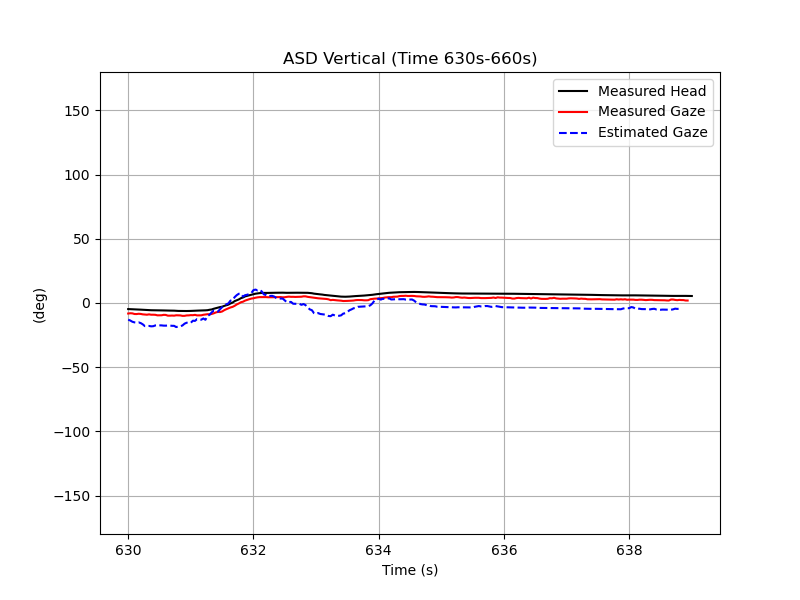 ASD Vertical (Time 630s-660s)
Measured Head
Measured Gaze
Estimated Gaze
150
100
50
0
−50
−100
−150
(deg)
630
632
634
636
638
Time (s)